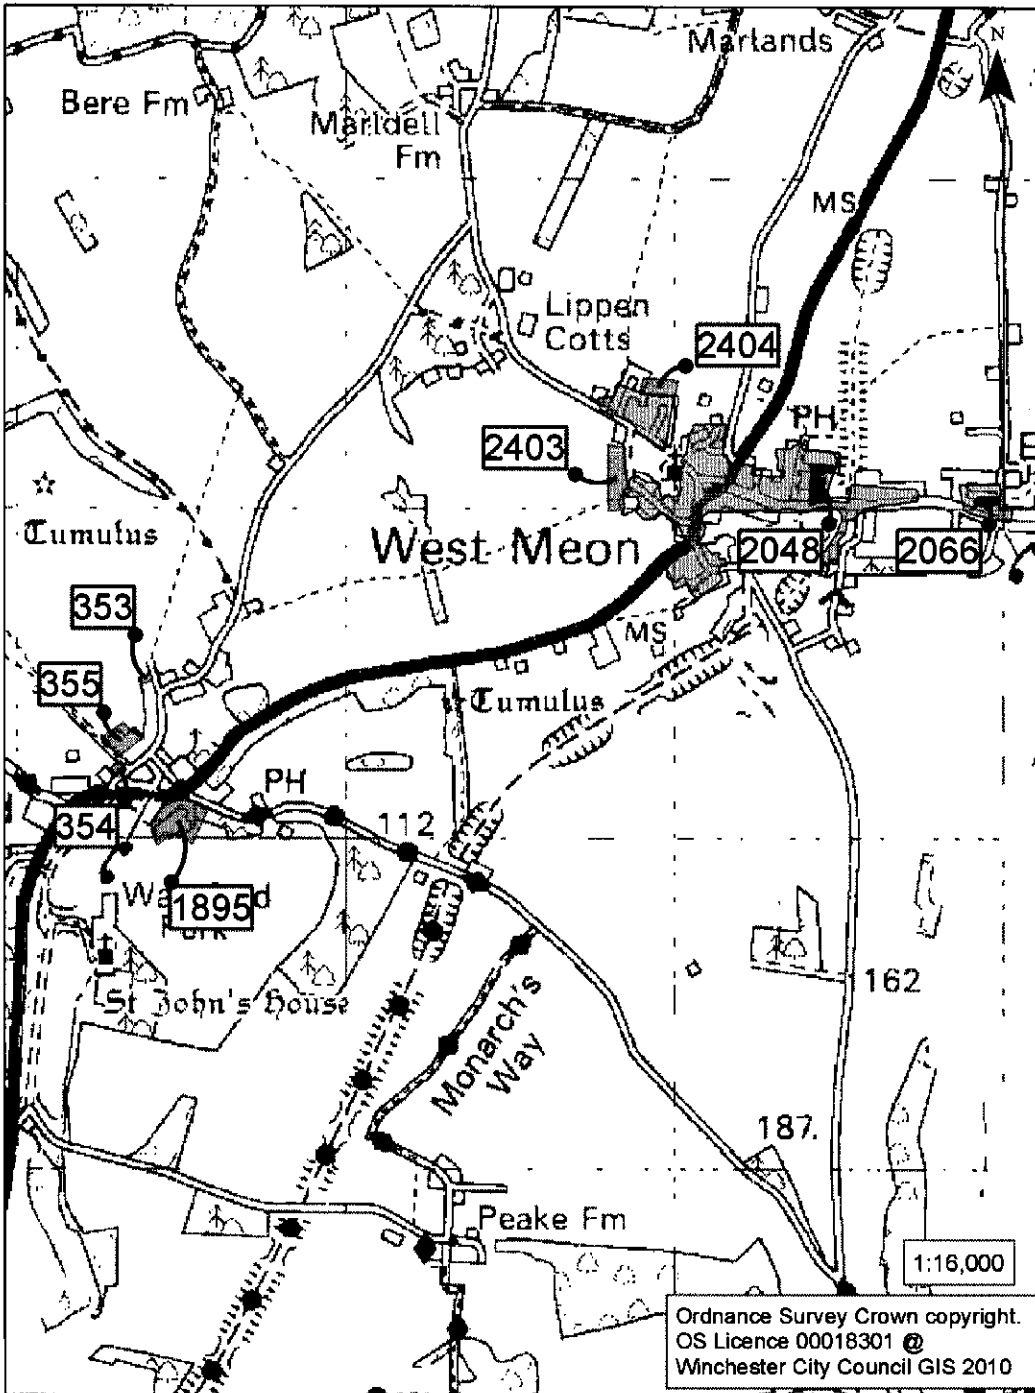 Marlands
N
Bere Fm
Marldell
Fm
MS
Lippen
Cotts
2404
PH
2403
Tumulus
West Meon
2048
2066
353
MS
355
Tumulus
PH
354
112
1895
Park
St John's House
162
Monarch's
Way
187.
Peake Fm
1:16,000
Ordnance Survey Crown copyright.
OS Licence 00018301 @
Winchester City Council GIS 2010